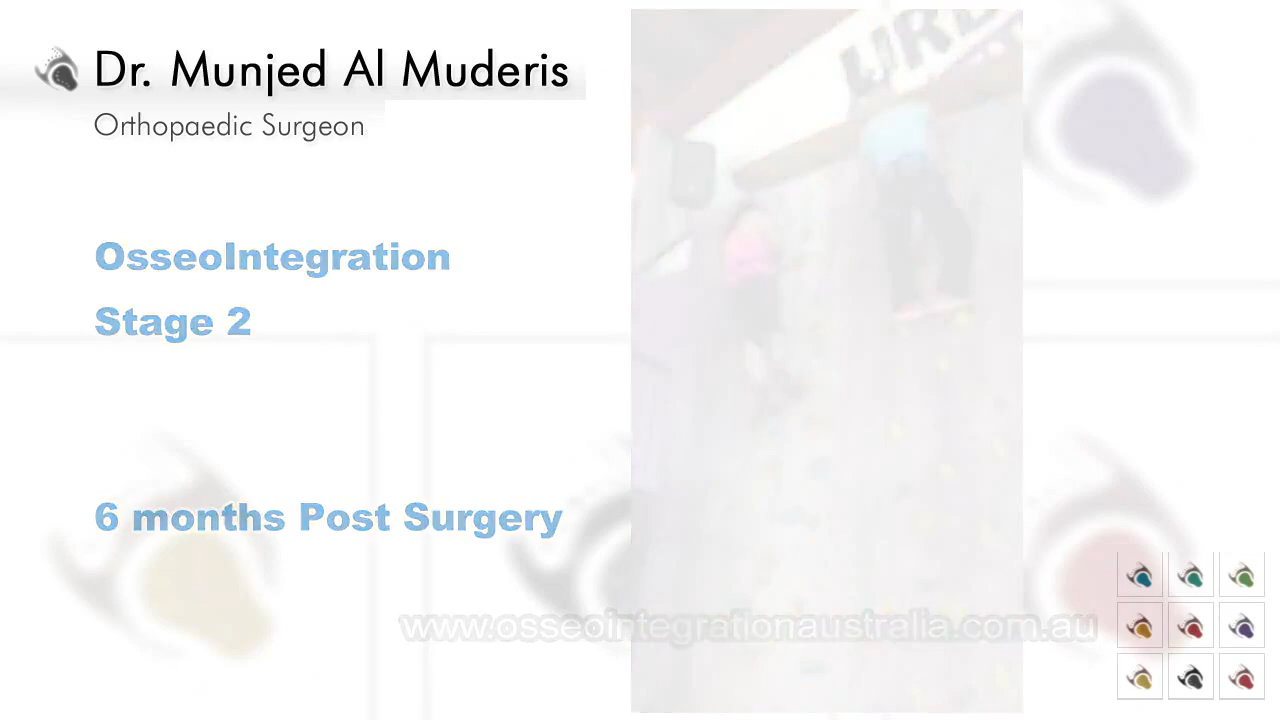 Dr. Munjed Al Muderis
Orthopaedic Surgeon
OsseoIntegration
Stage 2
6 months Post Surgery
www.osseointegrationaustralia.com.au